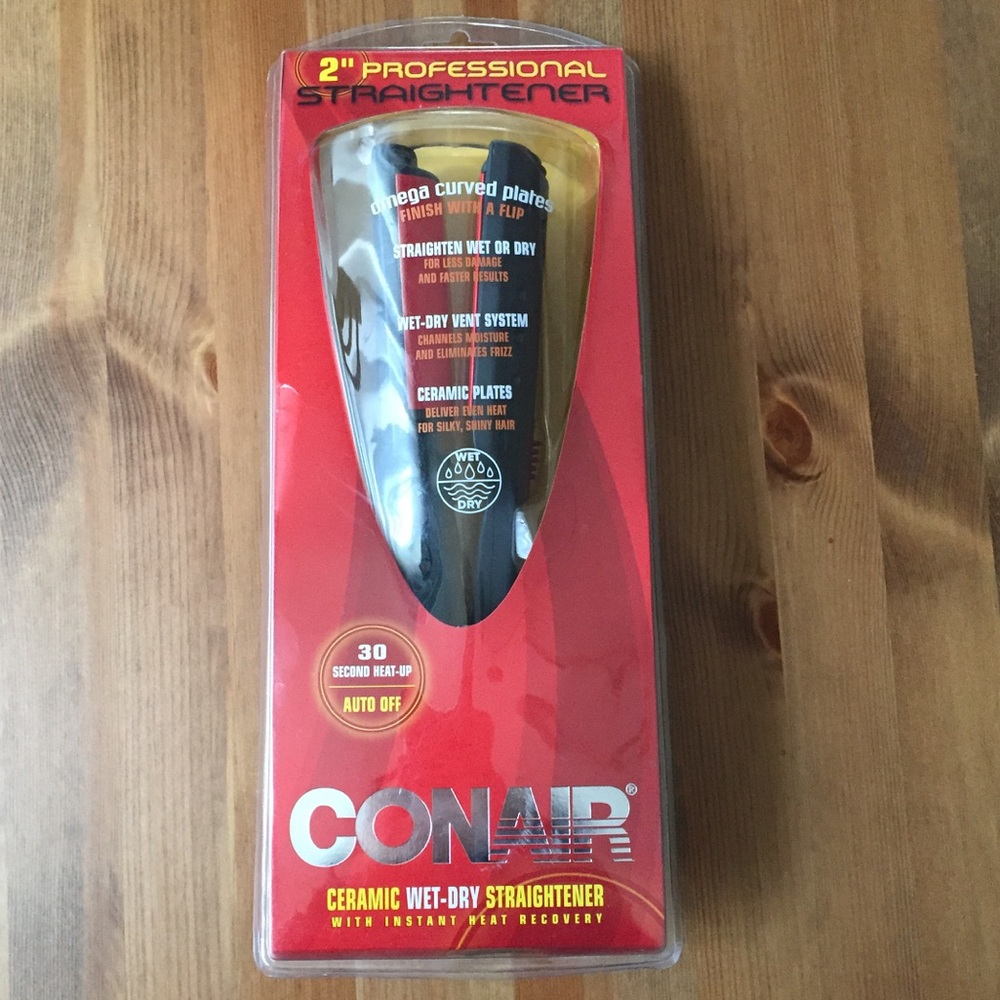 2" PROFESSIONAL
STRAIGHTENER
omega curved plates
FINISH WITH A FLIP
STRAIGHTEN WET OR DRY
FOR LESS DAMAGE
AND FASTER RESULTS
WET-DRY VENT SYSTEM
CHANNELS MOISTURE
AND ELIMINATES FRIZZ
CERAMIC PLATES
DELIVER EVEN HEAT
FOR SILKY, SHINY HAIR
WET
DRY
30
SECOND HEAT-UP
AUTO OFF
CONAIR®
CERAMIC WET-DRY STRAIGHTENER
WITH INSTANT HEAT RECOVERY